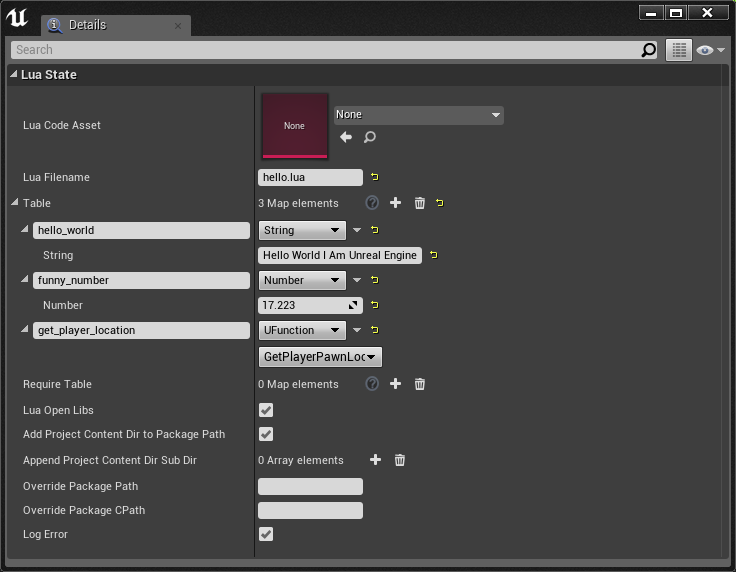 Details
Search
Lua State
Lua Code Asset
None
None
Lua Filename
hello.lua
Table
3 Map elements
hello_world
String
String
Hello World I Am Unreal Engine
funny_number
Number
Number
17.223
get_player_location
UFunction
GetPlayerPawnLoc
Require Table
0 Map elements
Lua Open Libs
Add Project Content Dir to Package Path
Append Project Content Dir Sub Dir
0 Array elements
Override Package Path
Override Package CPath
Log Error